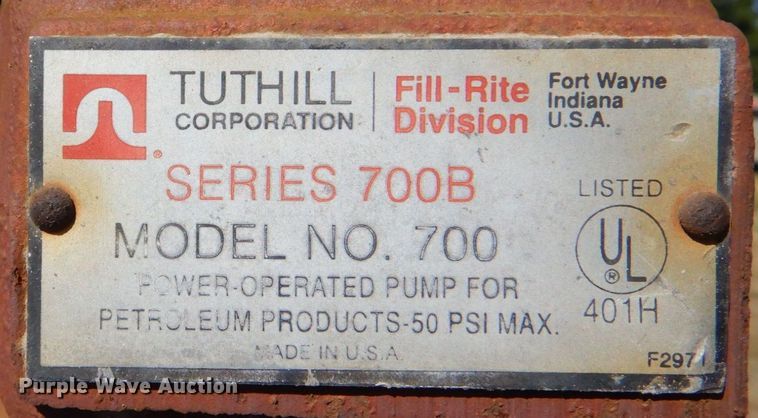 TUTHILL
CORPORATION
Fill-Rite
Division
Fort Wayne
Indiana
U.S.A.
®
SERIES 700B
MODEL NO. 700
POWER-OPERATED PUMP FOR
PETROLEUM PRODUCTS-50 PSI MAX.
MADE IN U.S.A.
LISTED
UL
®
401H
F2971
Purple Wave Auction